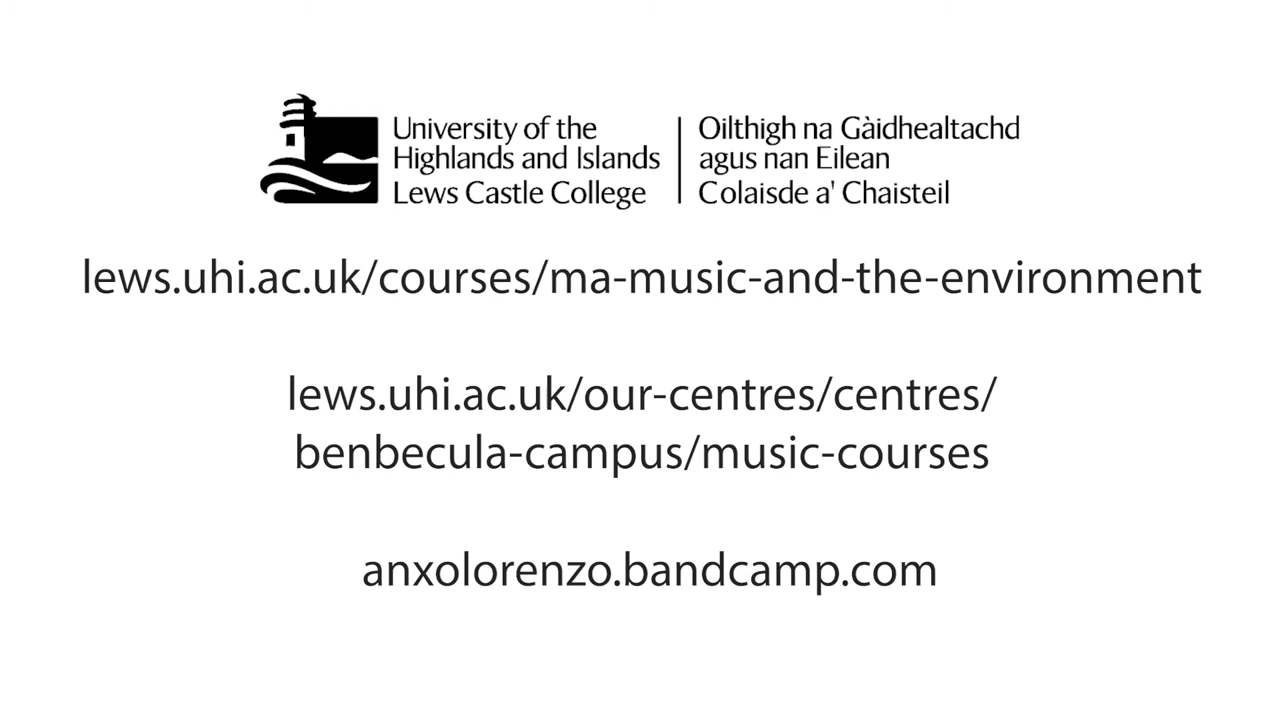 University of the
Highlands and Islands
Lews Castle College
Oilthigh na Gàidhealtachd
agus nan Eilean
Colaisde a' Chaisteil
lews.uhi.ac.uk/courses/ma-music-and-the-environment
lews.uhi.ac.uk/our-centres/centres/
benbecula-campus/music-courses
anxolorenzo.bandcamp.com